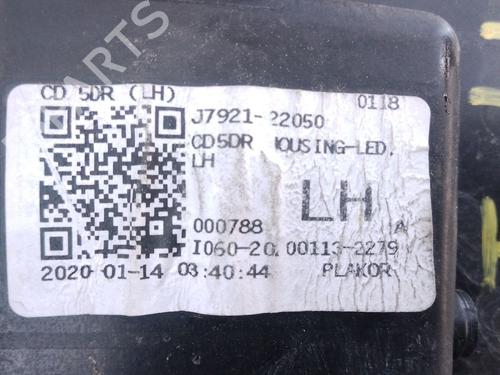 PARTS
CD 5DR (LH) 0118
J7921-22050
CD5DR HOUSING-LED,
LH
LH
000788 A
I060-20.00113-2279
2020-01-14 03:40:44 PLAKOR